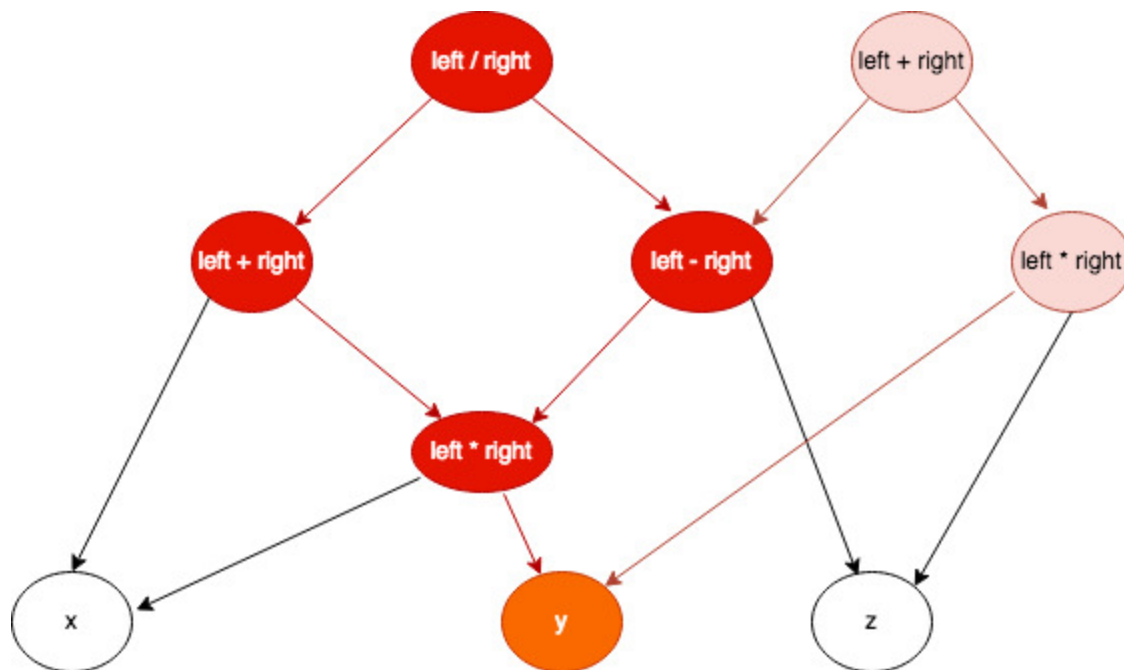 left / right
left + right
left + right
left - right
left * right
left * right
x
y
z